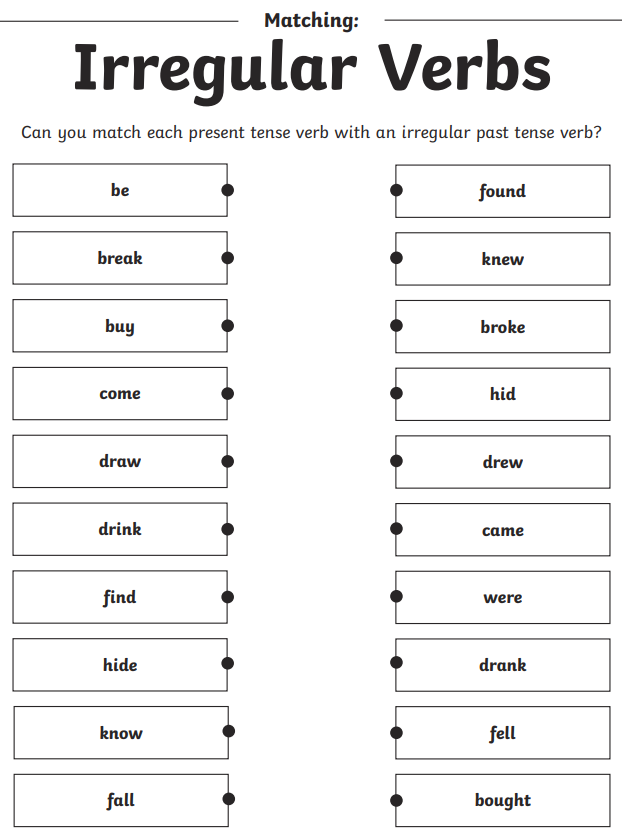 Matching:
Irregular Verbs
Can you match each present tense verb with an irregular past tense verb?
be
found
break
knew
buy
broke
come
hid
draw
drew
drink
came
find
were
hide
drank
know
fell
fall
bought